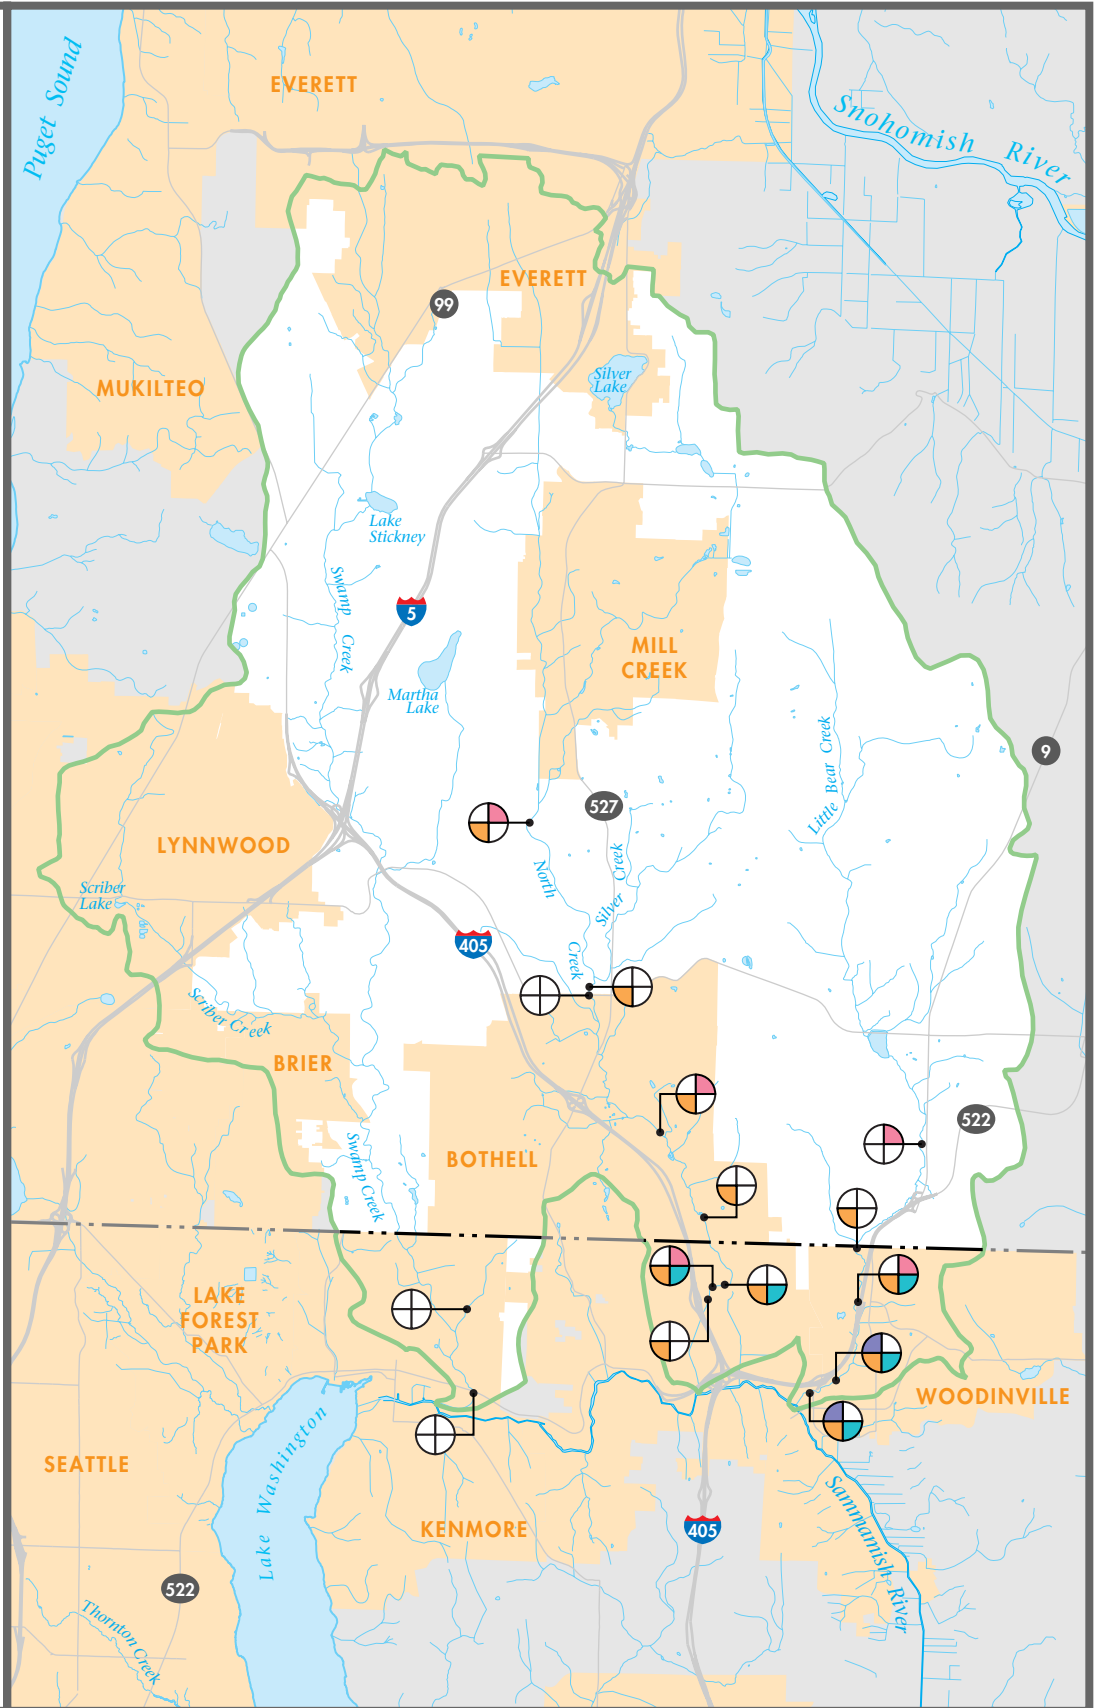 Puget Sound
EVERETT
Snohomish River
EVERETT
99
Silver
Lake
MUKILTEO
Lake
Stickney
Swamp Creek
5
MILL
CREEK
Martha
Lake
Little Bear Creek
9
527
LYNNWOOD
North Creek
Silver Creek
Scriber
Lake
405
Scriber Creek
BRIER
522
Swamp Creek
BOTHELL
LAKE
FOREST
PARK
WOODINVILLE
Lake Washington
SEATTLE
Sammamish River
KENMORE
405
522
Thornton Creek